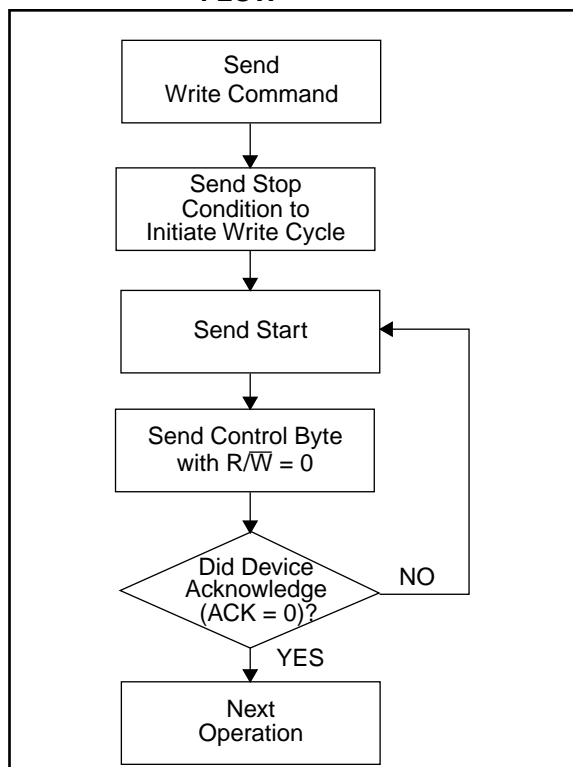 FLOW
Send
Write Command
Send Stop
Condition to
Initiate Write Cycle
Send Start
Send Control Byte
with R/W̅ = 0
Did Device
Acknowledge
(ACK = 0)?
NO
YES
Next
Operation